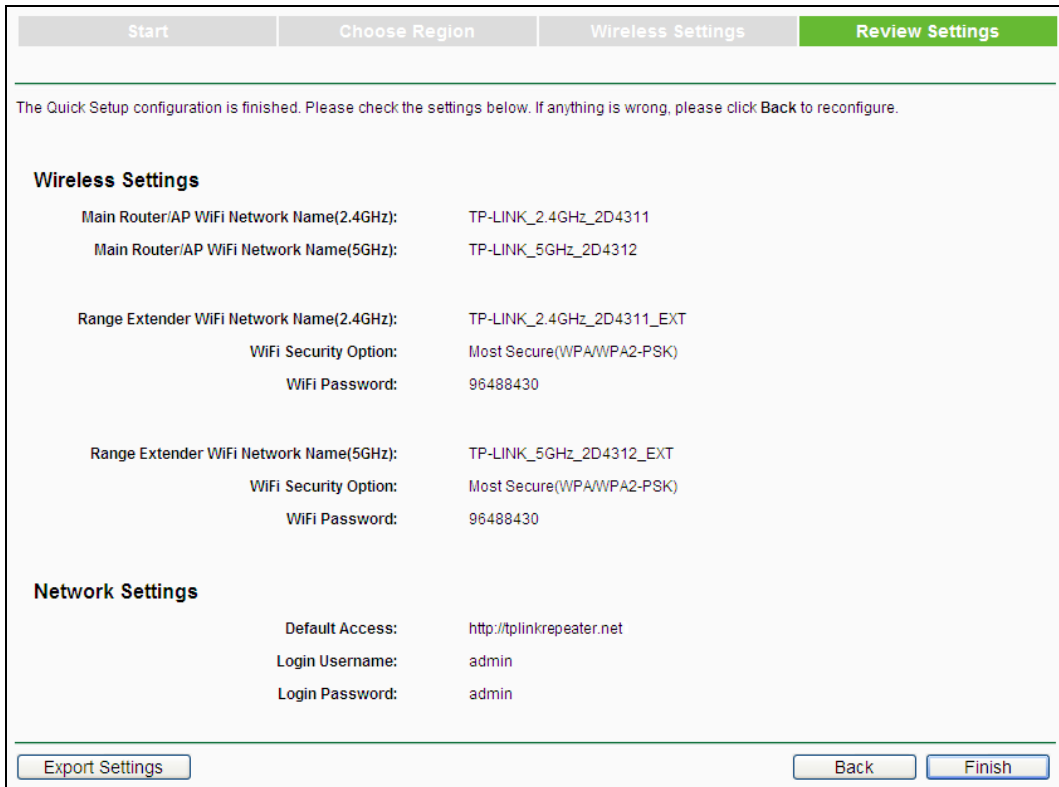 Start Choose Region Wireless Settings Review Settings
The Quick Setup configuration is finished. Please check the settings below. If anything is wrong, please click Back to reconfigure.
Wireless Settings
Main Router/AP WiFi Network Name(2.4GHz): TP-LINK_2.4GHz_2D4311
Main Router/AP WiFi Network Name(5GHz): TP-LINK_5GHz_2D4312
Range Extender WiFi Network Name(2.4GHz): TP-LINK_2.4GHz_2D4311_EXT
WiFi Security Option: Most Secure(WPA/WPA2-PSK)
WiFi Password: 96488430
Range Extender WiFi Network Name(5GHz): TP-LINK_5GHz_2D4312_EXT
WiFi Security Option: Most Secure(WPA/WPA2-PSK)
WiFi Password: 96488430
Network Settings
Default Access: http://tplinkrepeater.net
Login Username: admin
Login Password: admin
Export Settings Back Finish